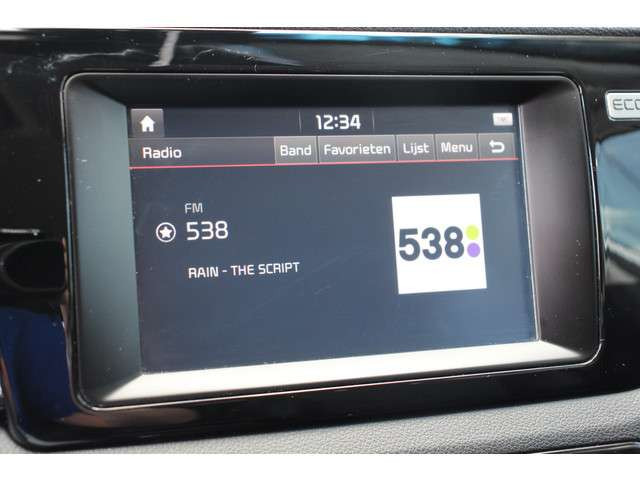 12:34
Radio Band Favorieten Lijst Menu
FM
538
RAIN - THE SCRIPT
538
ECO